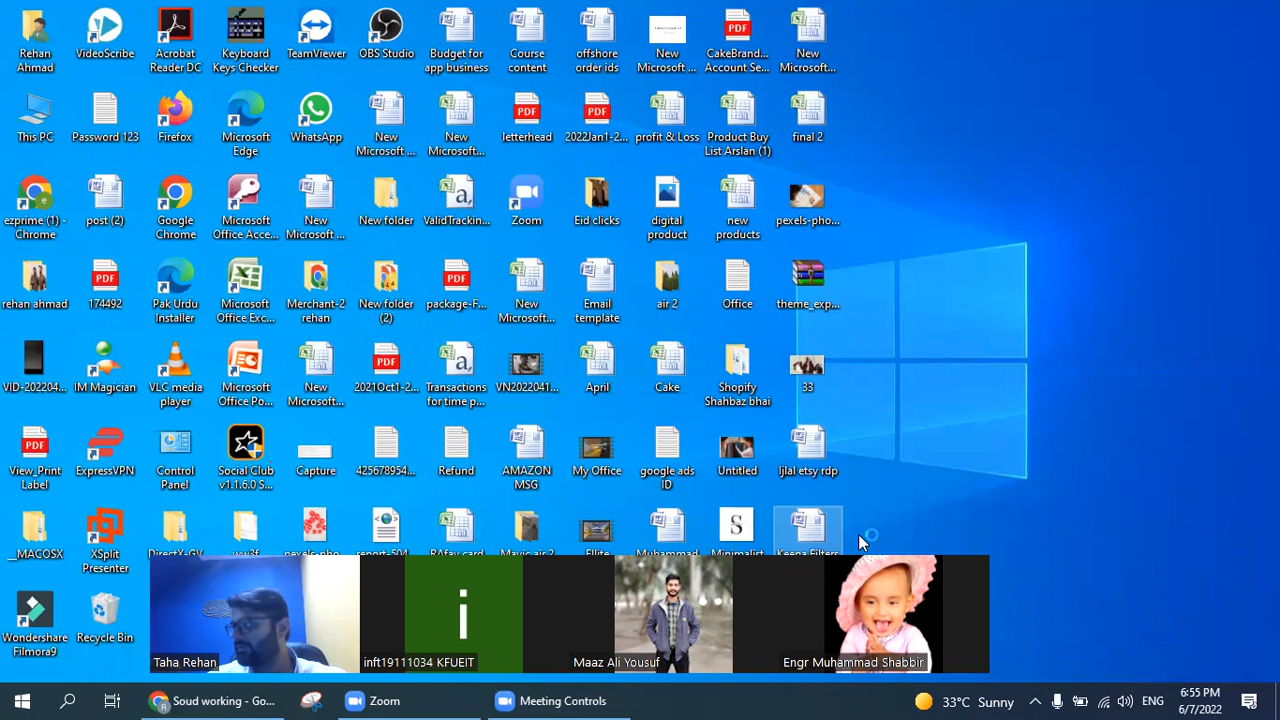 Rehan
Ahmad
VideoScribe
Acrobat
Reader DC
Keyboard
Keys Checker
TeamViewer
OBS Studio
Budget for
app business
Course
content
offshore
order ids
New
Microsoft ...
CakeBrand...
Account Se...
New
Microsoft...
This PC
Password 123
Firefox
Microsoft
Edge
WhatsApp
New
Microsoft ...
New
Microsoft...
letterhead
2022Jan1-2...
profit & Loss
Product Buy
List Arslan (1)
final 2
ezprime (1) -
Chrome
post (2)
Google
Chrome
Microsoft
Office Acce...
New
Microsoft ...
New folder
ValidTrackin...
Zoom
Eid clicks
digital
product
new
products
pexels-pho...
rehan ahmad
174492
Pak Urdu
Installer
Microsoft
Office Exc...
Merchant-2
rehan
New folder
(2)
package-F...
New
Microsoft...
Email
template
air 2
Office
theme_exp...
VID-202204...
IM Magician
VLC media
player
Microsoft
Office Po...
New
Microsoft...
2021Oct1-2...
Transactions
for time p...
VN2022041...
April
Cake
Shopify
Shahbaz bhai
33
View_Print
Label
ExpressVPN
Control
Panel
Social Club
v1.1.6.0 S...
Capture
425678954...
Refund
AMAZON
MSG
My Office
google ads
ID
Untitled
Ijlal etsy rdp
__MACOSX
XSplit
Presenter
DirectX-GV
pexels-pho...
report-504...
RAfay card
Mavic air 2
Ellite
Muhammad
Minimalist
Keepa Filters
Wondershare
Filmora9
Recycle Bin
Taha Rehan
i
inft19111034 KFUEIT
Maaz Ali Yousuf
Engr Muhammad Shabbir
Soud working - Go...
Zoom
Meeting Controls
33°C Sunny
ENG
6:55 PM
6/7/2022